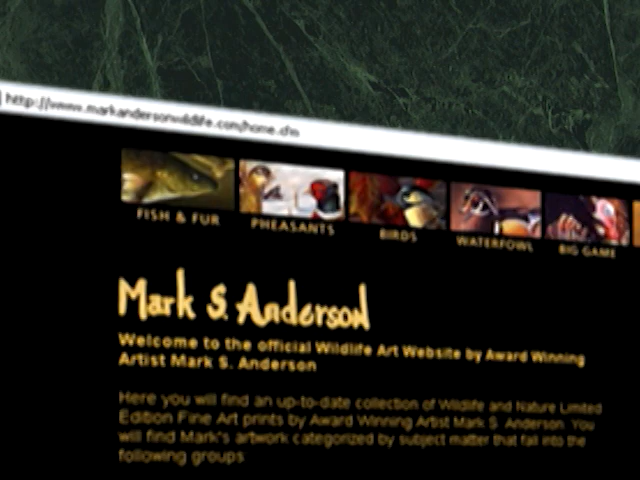 http://www.markandersonwildlife.com/home.cfm
FISH & FUR
PHEASANTS
BIRDS
WATERFOWL
BIG GAME
Mark S. Anderson
Welcome to the official Wildlife Art Website by Award Winning
Artist Mark S. Anderson
Here you will find an up-to-date collection of Wildlife and Nature Limited
Edition Fine Art prints by Award Winning Artist Mark S. Anderson. You
will find Mark's artwork categorized by subject matter that fall into the
following groups